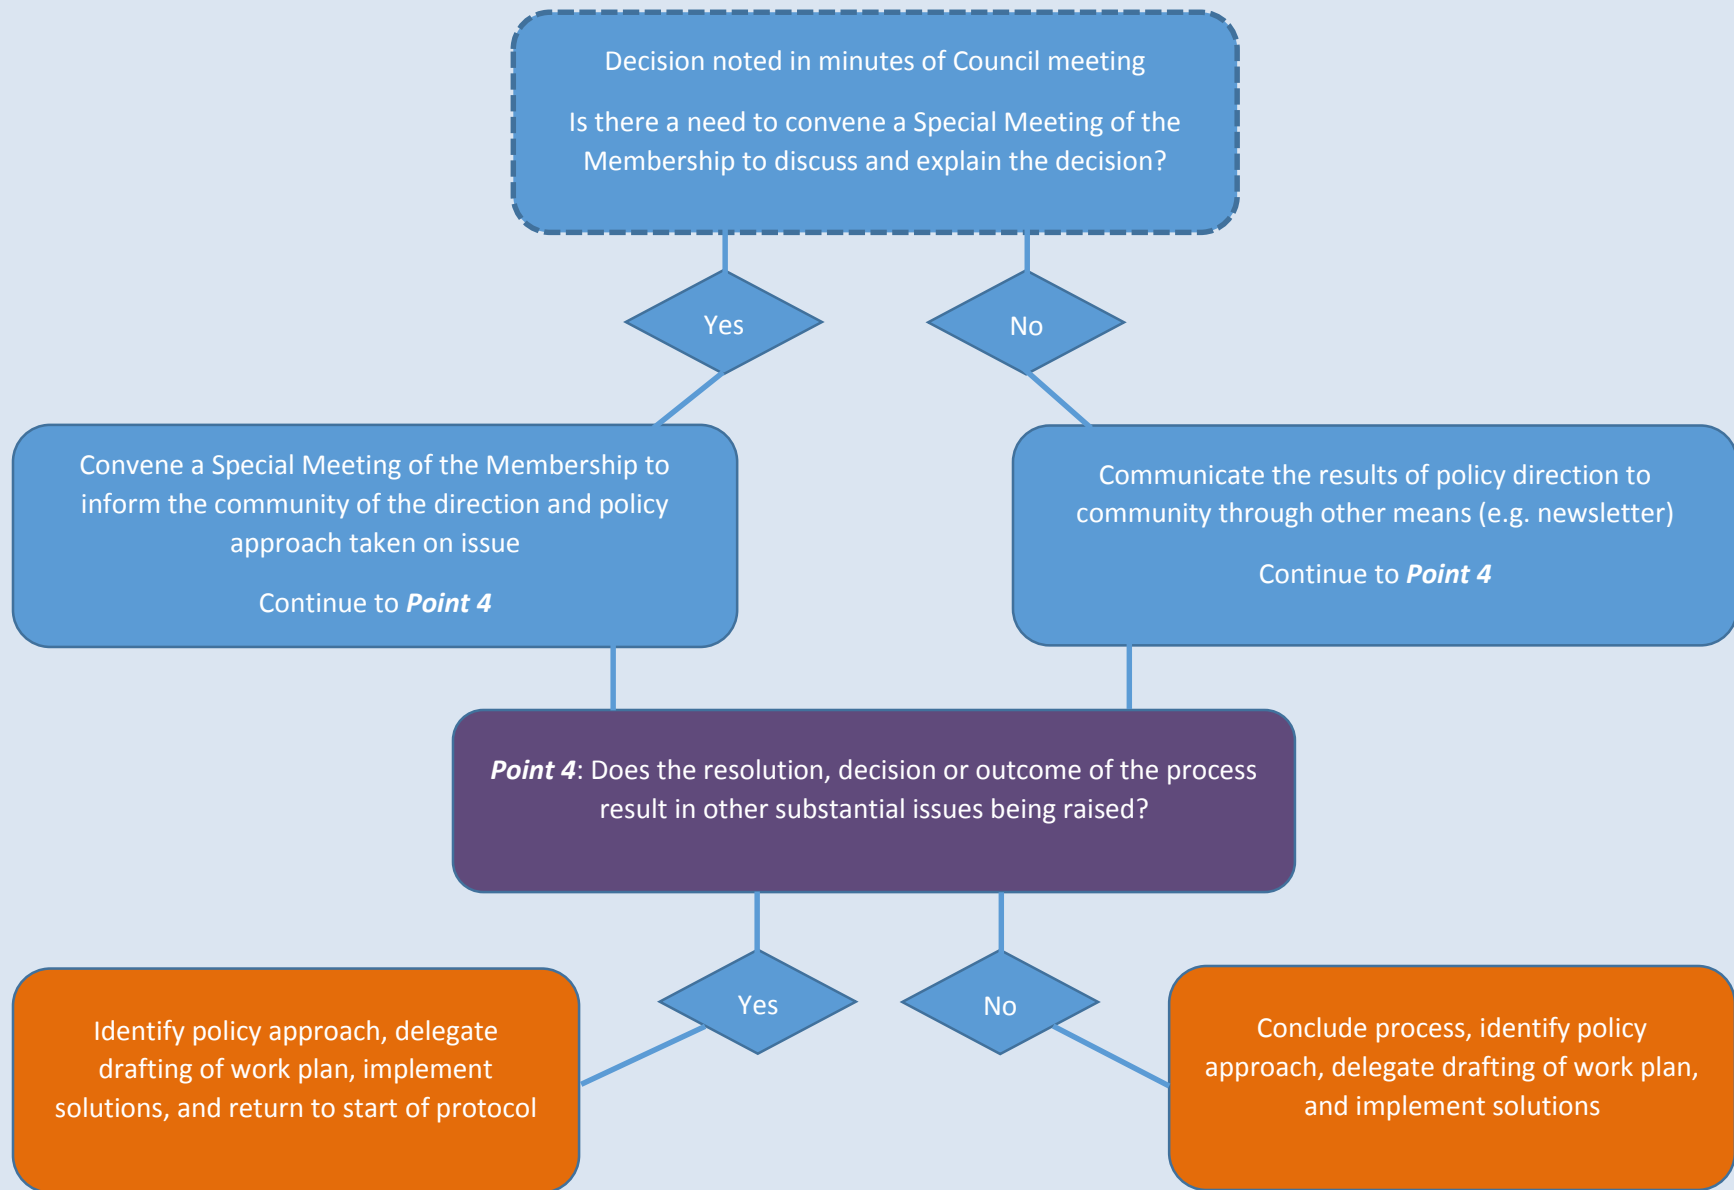 Decision noted in minutes of Council meeting
Is there a need to convene a Special Meeting of the
Membership to discuss and explain the decision?
Yes
No
Convene a Special Meeting of the Membership to
inform the community of the direction and policy
approach taken on issue
Continue to Point 4
Communicate the results of policy direction to
community through other means (e.g. newsletter)
Continue to Point 4
Point 4: Does the resolution, decision or outcome of the process
result in other substantial issues being raised?
Yes
No
Identify policy approach, delegate
drafting of work plan, implement
solutions, and return to start of protocol
Conclude process, identify policy
approach, delegate drafting of work plan,
and implement solutions